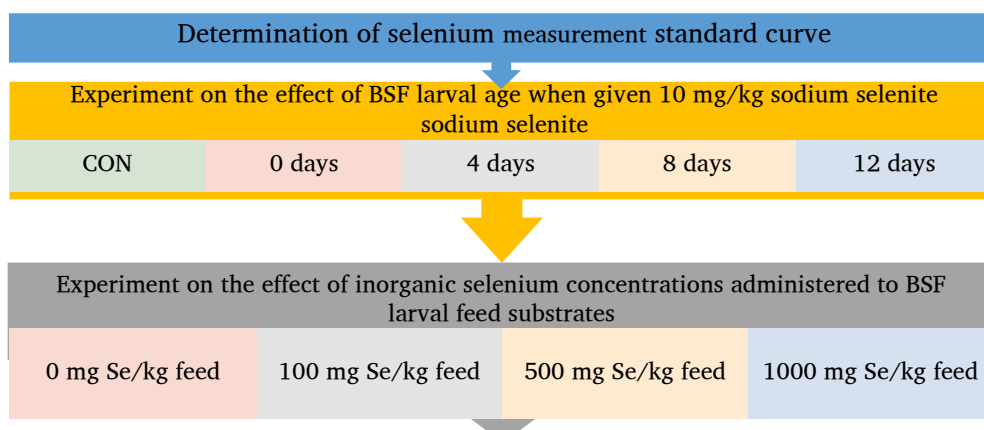 Determination of selenium measurement standard curve
Experiment on the effect of BSF larval age when given 10 mg/kg sodium selenite
sodium selenite
CON 0 days 4 days 8 days 12 days
Experiment on the effect of inorganic selenium concentrations administered to BSF
larval feed substrates
0 mg Se/kg feed 100 mg Se/kg feed 500 mg Se/kg feed 1000 mg Se/kg feed